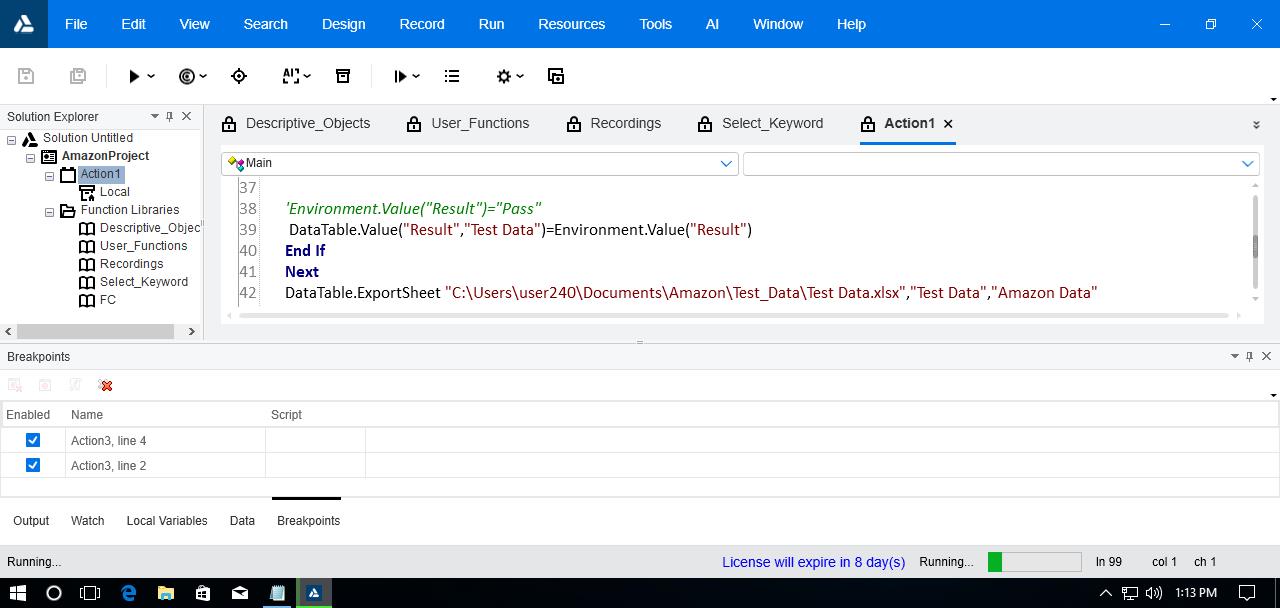 File Edit View Search Design Record Run Resources Tools AI Window Help
AI
Solution Explorer
Solution Untitled
AmazonProject
Action1
Local
Function Libraries
Descriptive_Objec
User_Functions
Recordings
Select_Keyword
FC
Descriptive_Objects User_Functions Recordings Select_Keyword Action1
Main
37
38 'Environment.Value("Result")="Pass"
39 DataTable.Value("Result","Test Data")=Environment.Value("Result")
40 End If
41 Next
42 DataTable.ExportSheet "C:\Users\user240\Documents\Amazon\Test_Data\Test Data.xlsx","Test Data","Amazon Data"
Breakpoints
Enabled Name Script
Action3, line 4
Action3, line 2
Output Watch Local Variables Data Breakpoints
Running... License will expire in 8 day(s) Running... ln 99 col 1 ch 1
1:13 PM